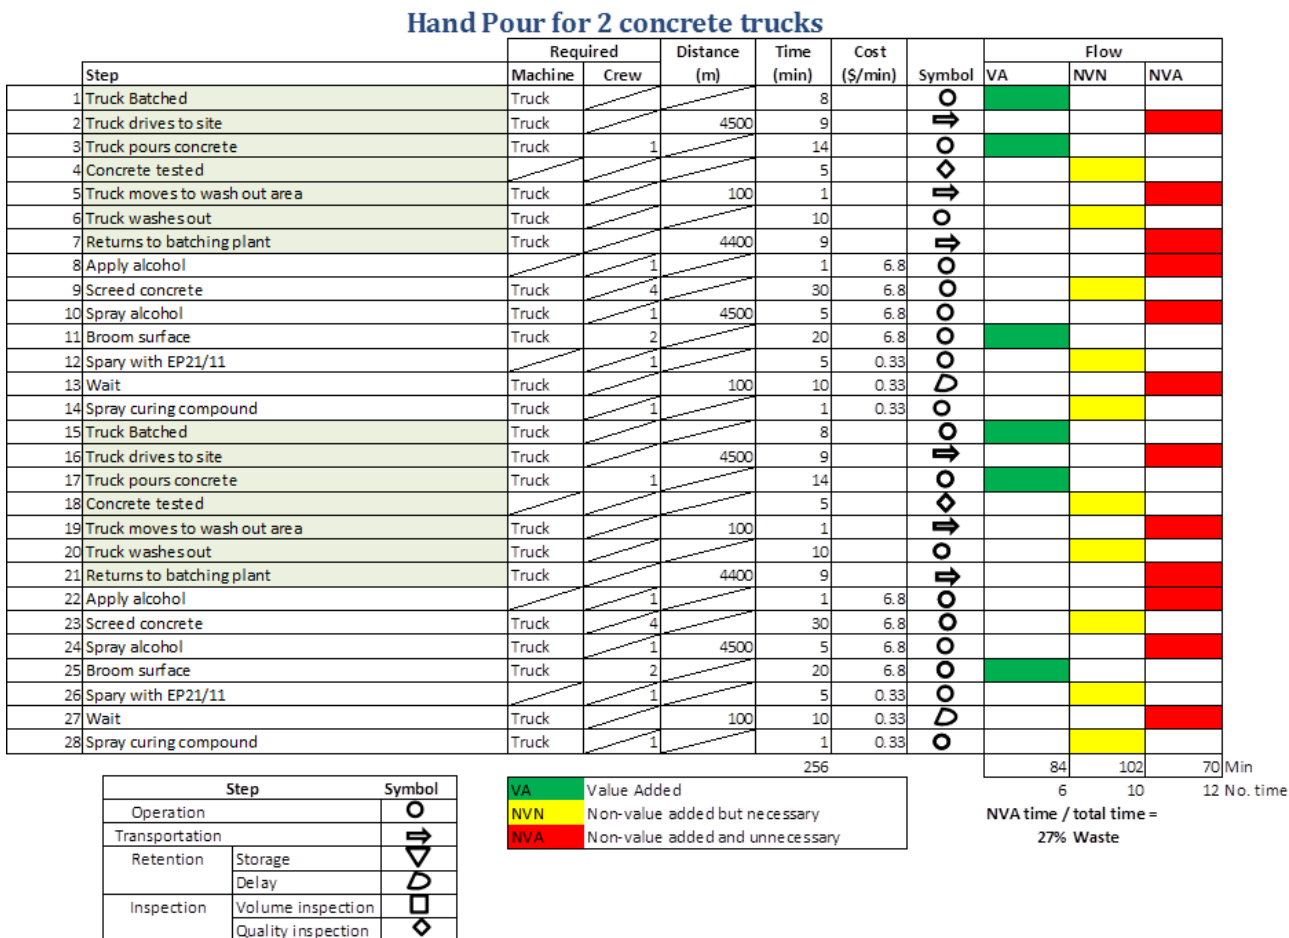 Hand Pour for 2 concrete trucks
Required Distance Time Cost Flow
Step Machine Crew (m) (min) ($/min) Symbol VA NVN NVA
1 Truck Batched Truck 8
2 Truck drives to site Truck 4500 9
3 Truck pours concrete Truck 1 14
4 Concrete tested 5
5 Truck moves to wash out area Truck 100 1
6 Truck washes out Truck 10
7 Returns to batching plant Truck 4400 9
8 Apply alcohol 1 1 6.8
9 Screed concrete Truck 4 30 6.8
10 Spray alcohol Truck 1 4500 5 6.8
11 Broom surface Truck 2 20 6.8
12 Spary with EP21/11 1 5 0.33
13 Wait Truck 100 10 0.33
14 Spray curing compound Truck 1 1 0.33
15 Truck Batched Truck 8
16 Truck drives to site Truck 4500 9
17 Truck pours concrete Truck 1 14
18 Concrete tested 5
19 Truck moves to wash out area Truck 100 1
20 Truck washes out Truck 10
21 Returns to batching plant Truck 4400 9
22 Apply alcohol 1 1 6.8
23 Screed concrete Truck 4 30 6.8
24 Spray alcohol Truck 1 4500 5 6.8
25 Broom surface Truck 2 20 6.8
26 Spary with EP21/11 1 5 0.33
27 Wait Truck 100 10 0.33
28 Spray curing compound Truck 1 1 0.33
256 84 102 70 Min
6 10 12 No. time
NVA time / total time =
27% Waste
Step Symbol
Operation
Transportation
Retention Storage
Delay
Inspection Volume inspection
Quality inspection
VA Value Added
NVN Non-value added but necessary
NVA Non-value added and unnecessary